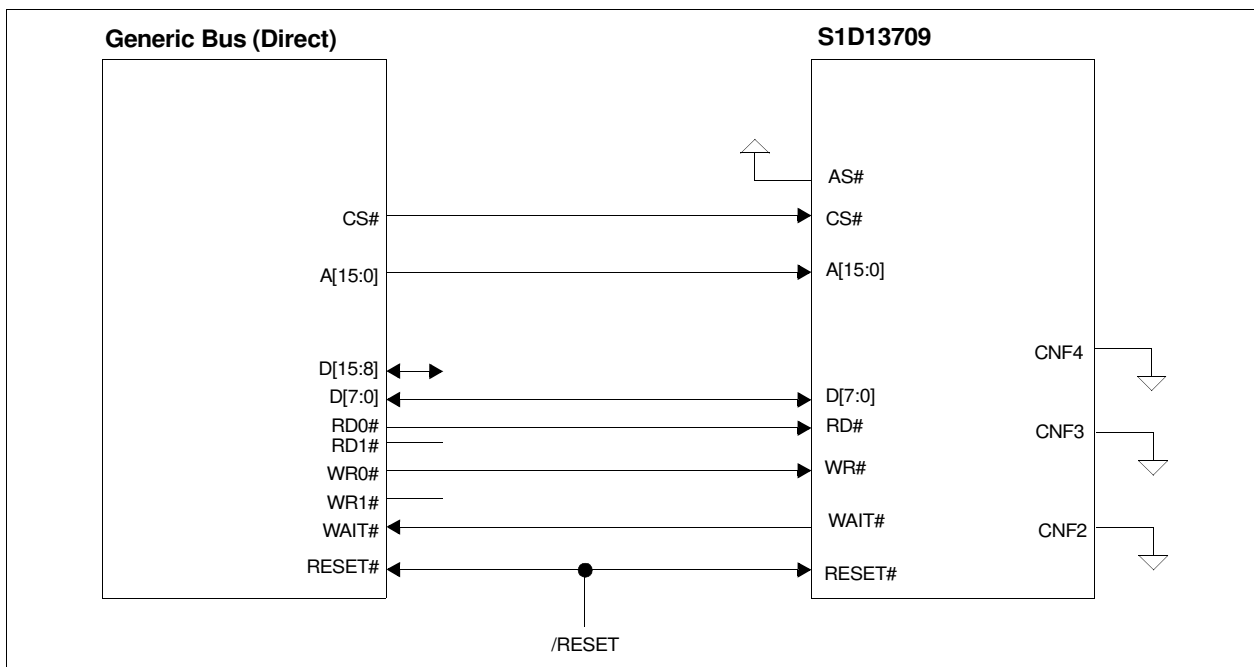 Generic Bus (Direct)
S1D13709
AS#
CS#
CS#
A[15:0]
A[15:0]
CNF4
D[15:8]
D[7:0]
D[7:0]
RD0#
RD#
RD1#
CNF3
WR0#
WR#
WR1#
WAIT#
WAIT#
CNF2
RESET#
RESET#
/RESET